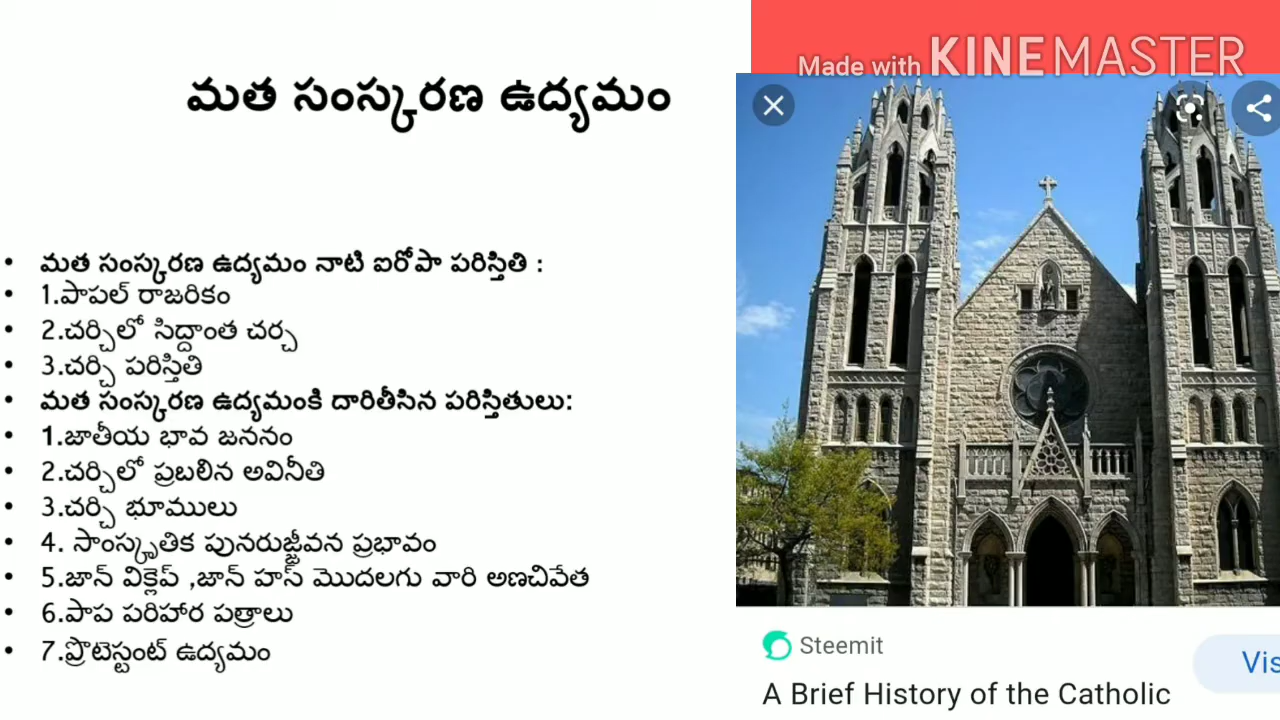 మత సంస్కరణ ఉద్యమం
• మత సంస్కరణ ఉద్యమం నాటి ఐరోపా పరిస్తితి :
• 1.పాపల్ రాజరికం
• 2.చర్చిలో సిద్దాంత చర్చ
• 3.చర్చి పరిస్తితి
• మత సంస్కరణ ఉద్యమంకి దారితీసిన పరిస్తితులు:
• 1.జాతీయ భావ జననం
• 2.చర్చిలో ప్రబలిన అవినీతి
• 3.చర్చి భూములు
• 4. సాంస్కృతిక పునరుజ్జీవన ప్రభావం
• 5.జాన్ విక్లెప్ ,జాన్ హస్ మొదలగు వారి అణచివేత
• 6.పాప పరిహార పత్రాలు
• 7.ప్రొటెస్టంట్ ఉద్యమం
Made with KINEMASTER
Steemit
Vis
A Brief History of the Catholic